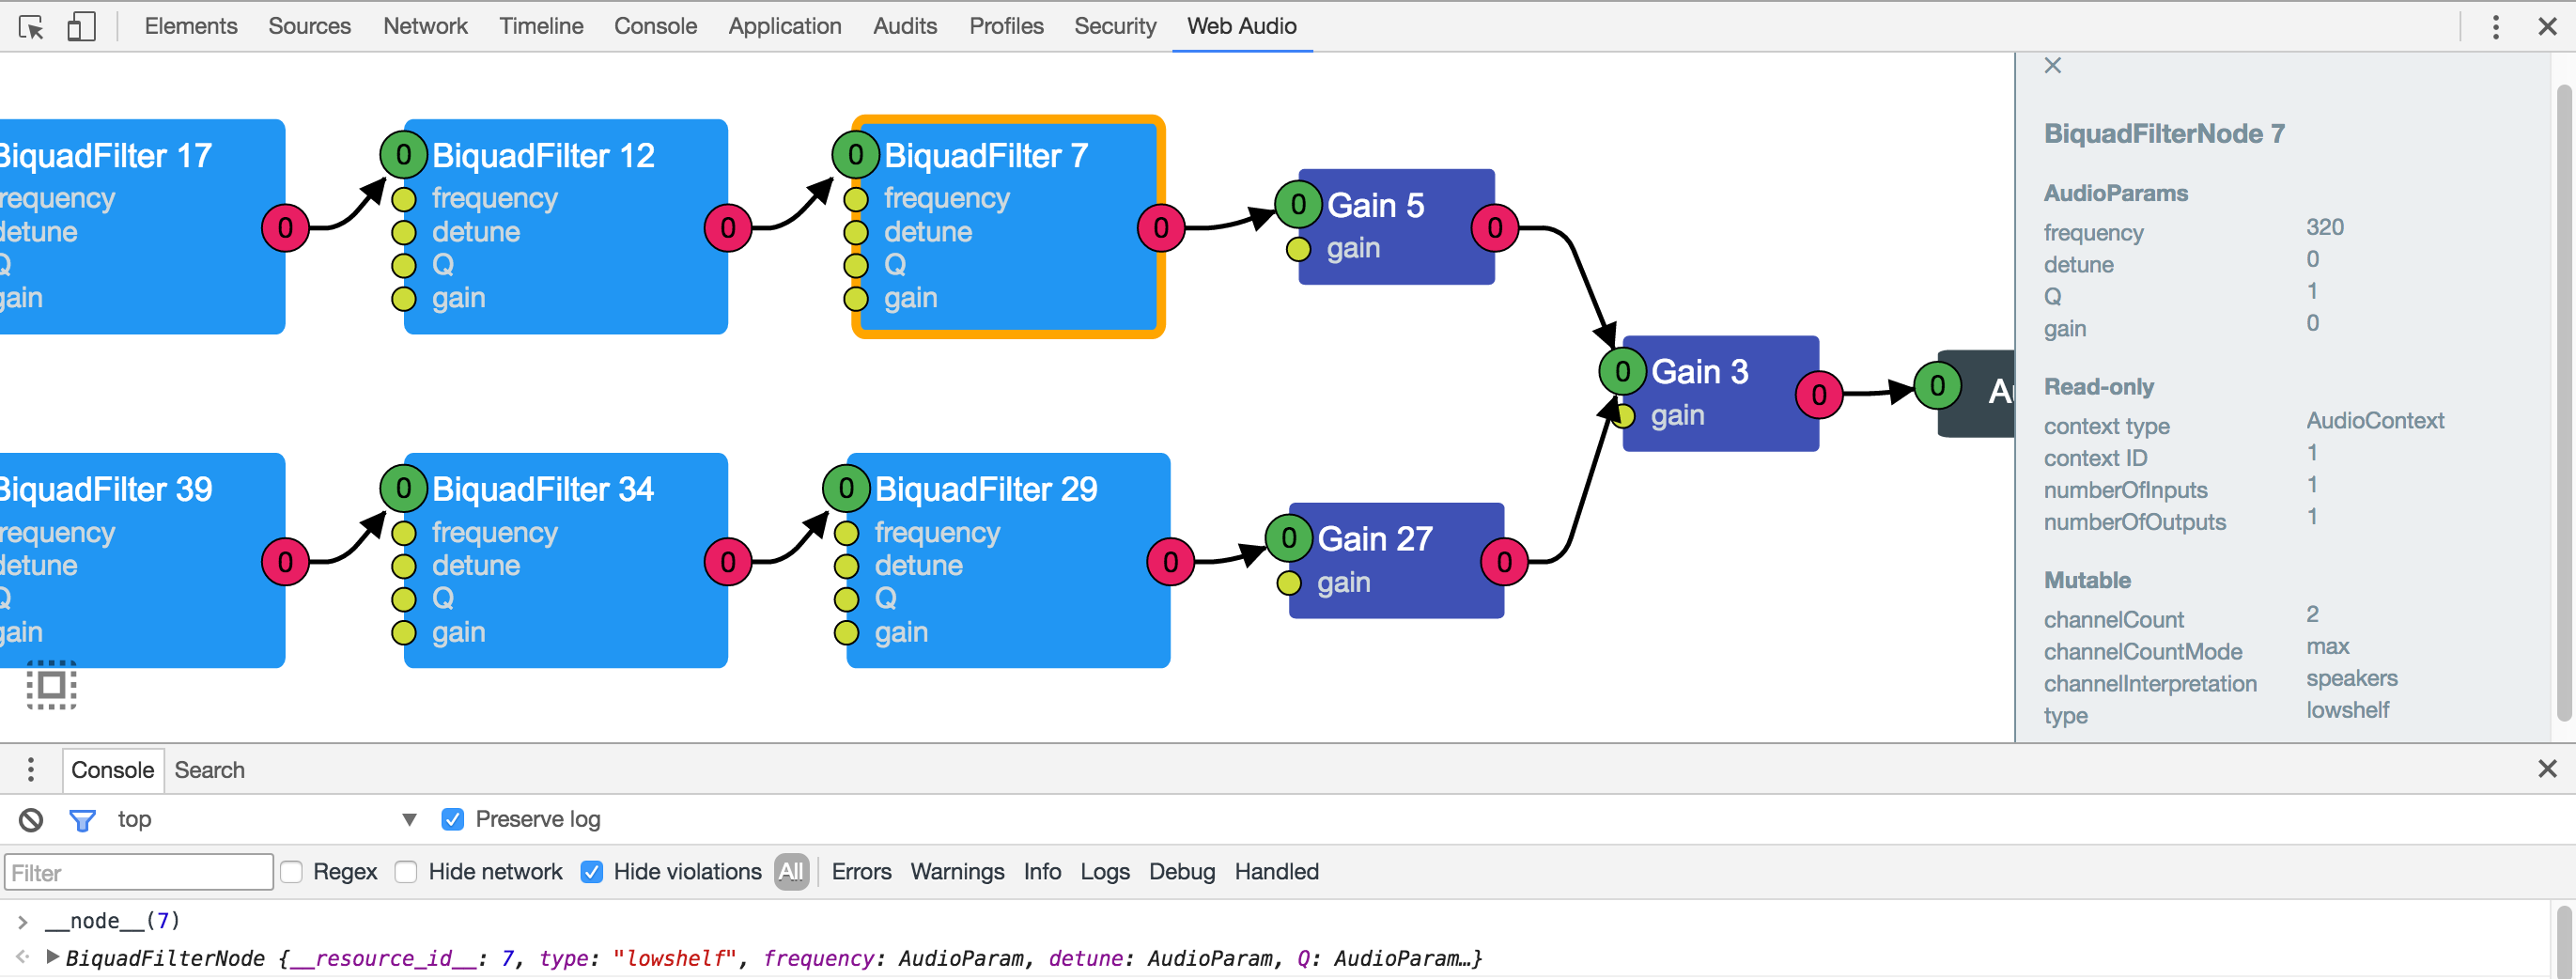 Elements Sources Network Timeline Console Application Audits Profiles Security Web Audio
BiquadFilter 17
frequency
detune
Q
gain
0
0 BiquadFilter 12
frequency
detune
Q
gain
0
0 BiquadFilter 7
frequency
detune
Q
gain
0
0 Gain 5
gain
0
0 Gain 3
gain
0
0 Au
BiquadFilter 39
frequency
detune
Q
gain
0
0 BiquadFilter 34
frequency
detune
Q
gain
0
0 BiquadFilter 29
frequency
detune
Q
gain
0
0 Gain 27
gain
0
BiquadFilterNode 7
AudioParams
frequency 320
detune 0
Q 1
gain 0
Read-only
context type AudioContext
context ID 1
numberOfInputs 1
numberOfOutputs 1
Mutable
channelCount 2
channelCountMode max
channelInterpretation speakers
type lowshelf
Console Search
top Preserve log
Filter Regex Hide network Hide violations All Errors Warnings Info Logs Debug Handled
__node__(7)
BiquadFilterNode {__resource_id__: 7, type: "lowshelf", frequency: AudioParam, detune: AudioParam, Q: AudioParam…}